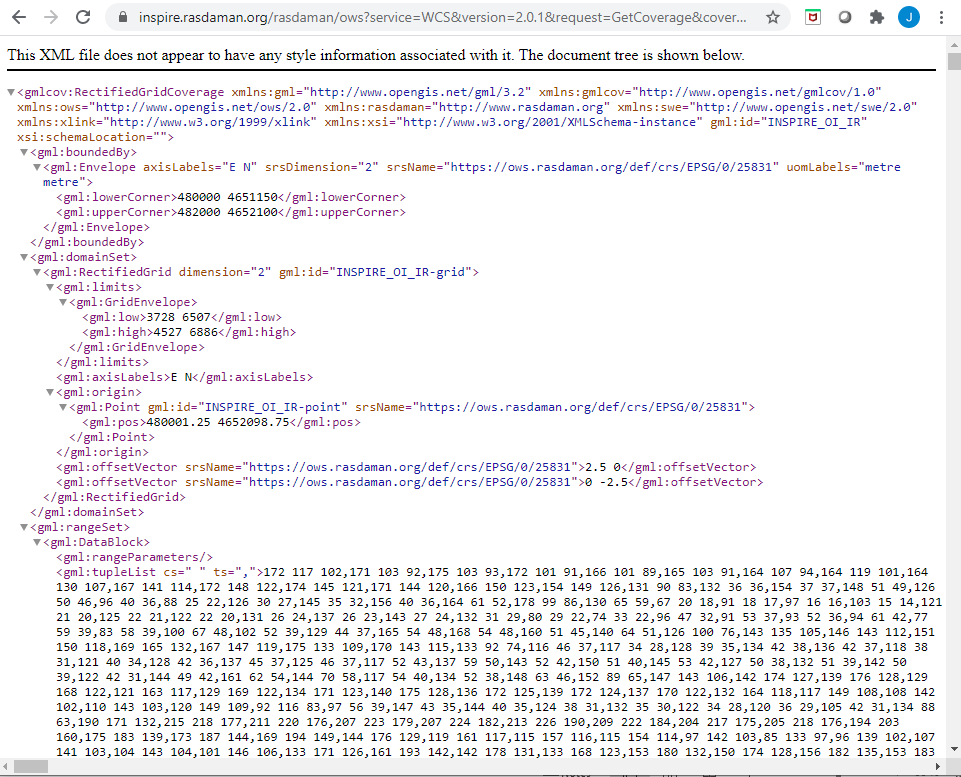 inspire.rasdaman.org/rasdaman/ows?service=WCS&version=2.0.1&request=GetCoverage&cover...
J
This XML file does not appear to have any style information associated with it. The document tree is shown below.
▼<gmlcov:RectifiedGridCoverage xmlns:gml="http://www.opengis.net/gml/3.2" xmlns:gmlcov="http://www.opengis.net/gmlcov/1.0"
xmlns:ows="http://www.opengis.net/ows/2.0" xmlns:rasdaman="http://www.rasdaman.org" xmlns:swe="http://www.opengis.net/swe/2.0"
xmlns:xlink="http://www.w3.org/1999/xlink" xmlns:xsi="http://www.w3.org/2001/XMLSchema-instance" gml:id="INSPIRE_OI_IR"
xsi:schemaLocation="">
▼<gml:boundedBy>
▼<gml:Envelope axisLabels="E N" srsDimension="2" srsName="https://ows.rasdaman.org/def/crs/EPSG/0/25831" uomLabels="metre
metre">
<gml:lowerCorner>480000 4651150</gml:lowerCorner>
<gml:upperCorner>482000 4652100</gml:upperCorner>
</gml:Envelope>
</gml:boundedBy>
▼<gml:domainSet>
▼<gml:RectifiedGrid dimension="2" gml:id="INSPIRE_OI_IR-grid">
▼<gml:limits>
▼<gml:GridEnvelope>
<gml:low>3728 6507</gml:low>
<gml:high>4527 6886</gml:high>
</gml:GridEnvelope>
</gml:limits>
<gml:axisLabels>E N</gml:axisLabels>
▼<gml:origin>
▼<gml:Point gml:id="INSPIRE_OI_IR-point" srsName="https://ows.rasdaman.org/def/crs/EPSG/0/25831">
<gml:pos>480001.25 4652098.75</gml:pos>
</gml:Point>
</gml:origin>
<gml:offsetVector srsName="https://ows.rasdaman.org/def/crs/EPSG/0/25831">2.5 0</gml:offsetVector>
<gml:offsetVector srsName="https://ows.rasdaman.org/def/crs/EPSG/0/25831">0 -2.5</gml:offsetVector>
</gml:RectifiedGrid>
</gml:domainSet>
▼<gml:rangeSet>
▼<gml:DataBlock>
<gml:rangeParameters/>
<gml:tupleList cs=" " ts=",">172 117 102,171 103 92,175 103 93,172 101 91,166 101 89,165 103 91,164 107 94,164 119 101,164
130 107,167 141 114,172 148 122,174 145 121,171 144 120,166 150 123,154 149 126,131 90 83,132 36 36,154 37 37,148 51 49,126
50 46,96 40 36,88 25 22,126 30 27,145 35 32,156 40 36,164 61 52,178 99 86,130 65 59,67 20 18,91 18 17,97 16 16,103 15 14,121
21 20,125 22 21,122 22 20,131 26 24,137 26 23,143 27 24,132 31 29,80 29 22,74 33 22,96 47 32,91 53 37,93 52 36,94 61 42,77
59 39,83 58 39,100 67 48,102 52 39,129 44 37,165 54 48,168 54 48,160 51 45,140 64 51,126 100 76,143 135 105,146 143 112,151
150 118,169 165 132,167 147 119,175 133 109,170 143 115,133 92 74,116 46 37,117 34 28,128 39 35,134 42 38,136 42 37,118 38
31,121 40 34,128 42 36,137 45 37,125 46 37,117 52 43,137 59 50,143 52 42,150 51 40,145 53 42,127 50 38,132 51 39,142 50
39,122 42 31,144 49 42,161 62 54,144 70 58,117 54 40,134 52 38,148 63 46,152 89 65,147 143 106,142 174 127,139 176 128,129
168 122,121 163 117,129 169 122,134 171 123,140 175 128,136 172 125,139 172 124,137 170 122,132 164 118,117 149 108,108 142
102,110 143 103,120 149 109,92 116 83,97 56 39,147 43 35,144 40 35,124 38 31,132 35 30,122 34 28,120 36 29,105 42 31,134 88
63,190 171 132,215 218 177,211 220 176,207 223 179,207 224 182,213 226 190,209 222 184,204 217 175,205 218 176,194 203
160,175 183 139,173 187 144,169 194 149,144 176 129,119 161 117,115 157 116,115 154 114,97 142 103,85 133 97,96 139 102,107
141 103,104 143 104,101 146 106,133 171 126,161 193 142,142 178 131,133 168 123,153 180 132,150 174 128,156 182 135,153 183